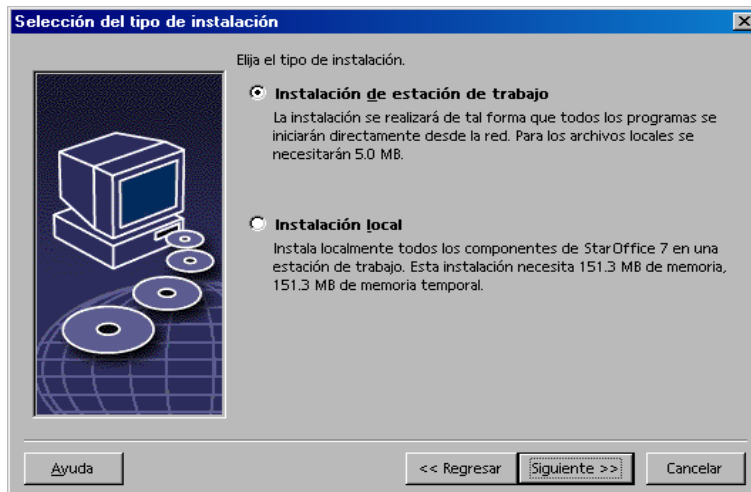 Selección del tipo de instalación
Elija el tipo de instalación.
Instalación de estación de trabajo
La instalación se realizará de tal forma que todos los programas se
iniciarán directamente desde la red. Para los archivos locales se
necesitarán 5.0 MB.
Instalación local
Instala localmente todos los componentes de StarOffice 7 en una
estación de trabajo. Esta instalación necesita 151.3 MB de memoria,
151.3 MB de memoria temporal.
Ayuda
<< Regresar
Siguiente >>
Cancelar